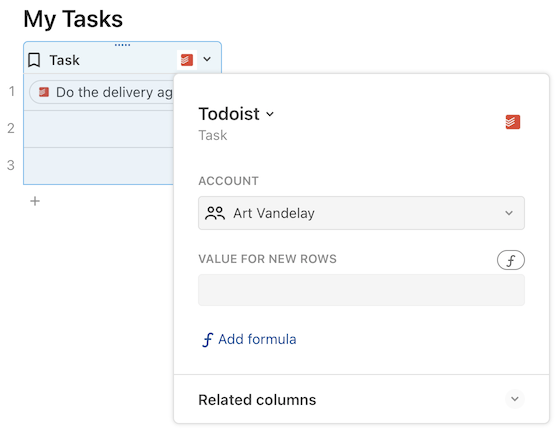 My Tasks
Task
1 Do the delivery ag
2
3
+
Todoist
Task
ACCOUNT
Art Vandelay
VALUE FOR NEW ROWS
Add formula
Related columns